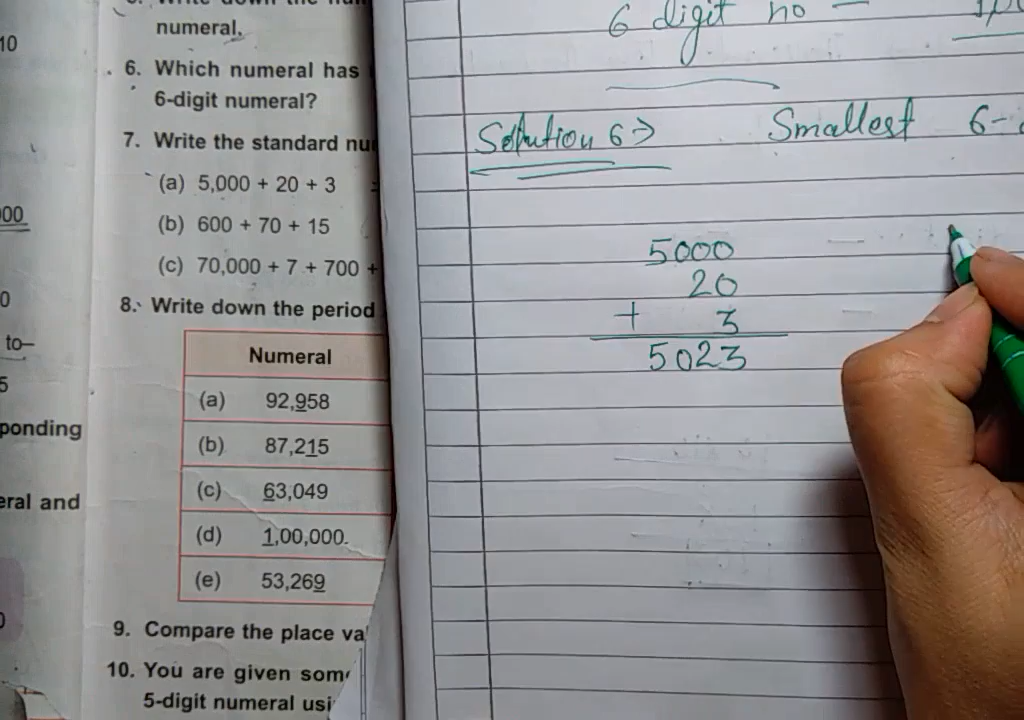 10
00
0
to—
5
ponding
eral and
numeral.
6. Which numeral has
6-digit numeral?
7. Write the standard nu
(a) 5,000 + 20 + 3
(b) 600 + 70 + 15
(c) 70,000 + 7 + 700 +
8. Write down the period
Numeral
(a) 92,958
(b) 87,215
(c) 63,049
(d) 1,00,000
(e) 53,269
9. Compare the place va
10. You are given som
5-digit numeral usi
6 digit no —
Solution 6⇒ Smallest 6-
5000
20
+ 3
5023